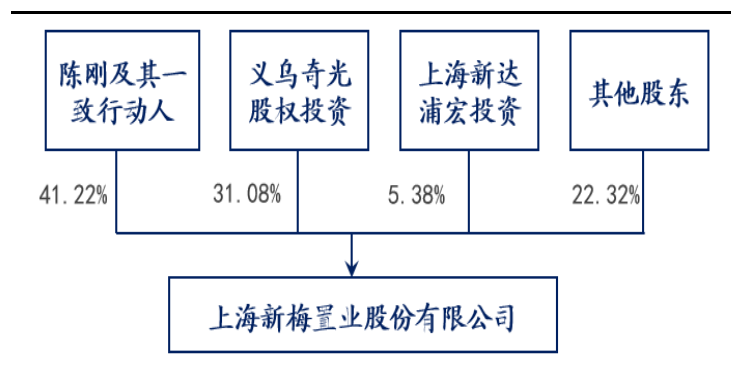 陈刚及其一
致行动人
义乌奇光
股权投资
上海新达
浦宏投资
其他股东
41.22%
31.08%
5.38%
22.32%
上海新梅置业股份有限公司